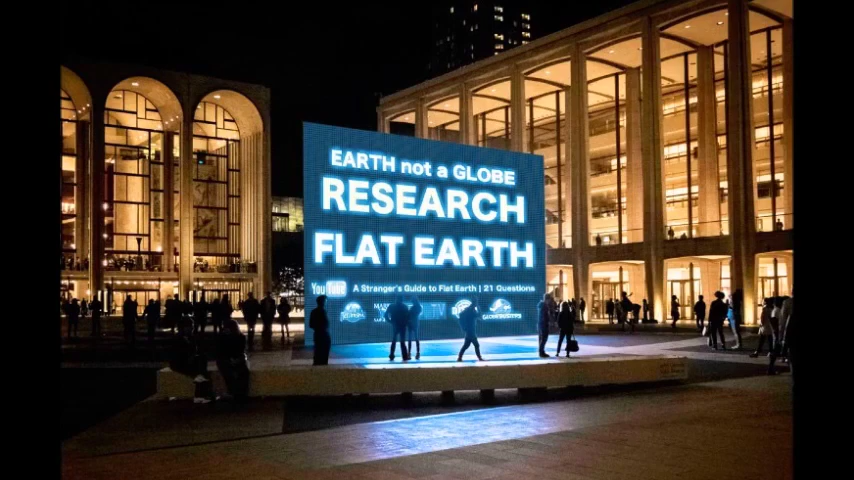 EARTH not a GLOBE
RESEARCH
FLAT EARTH
YouTube A Stranger's Guide to Flat Earth | 21 Questions